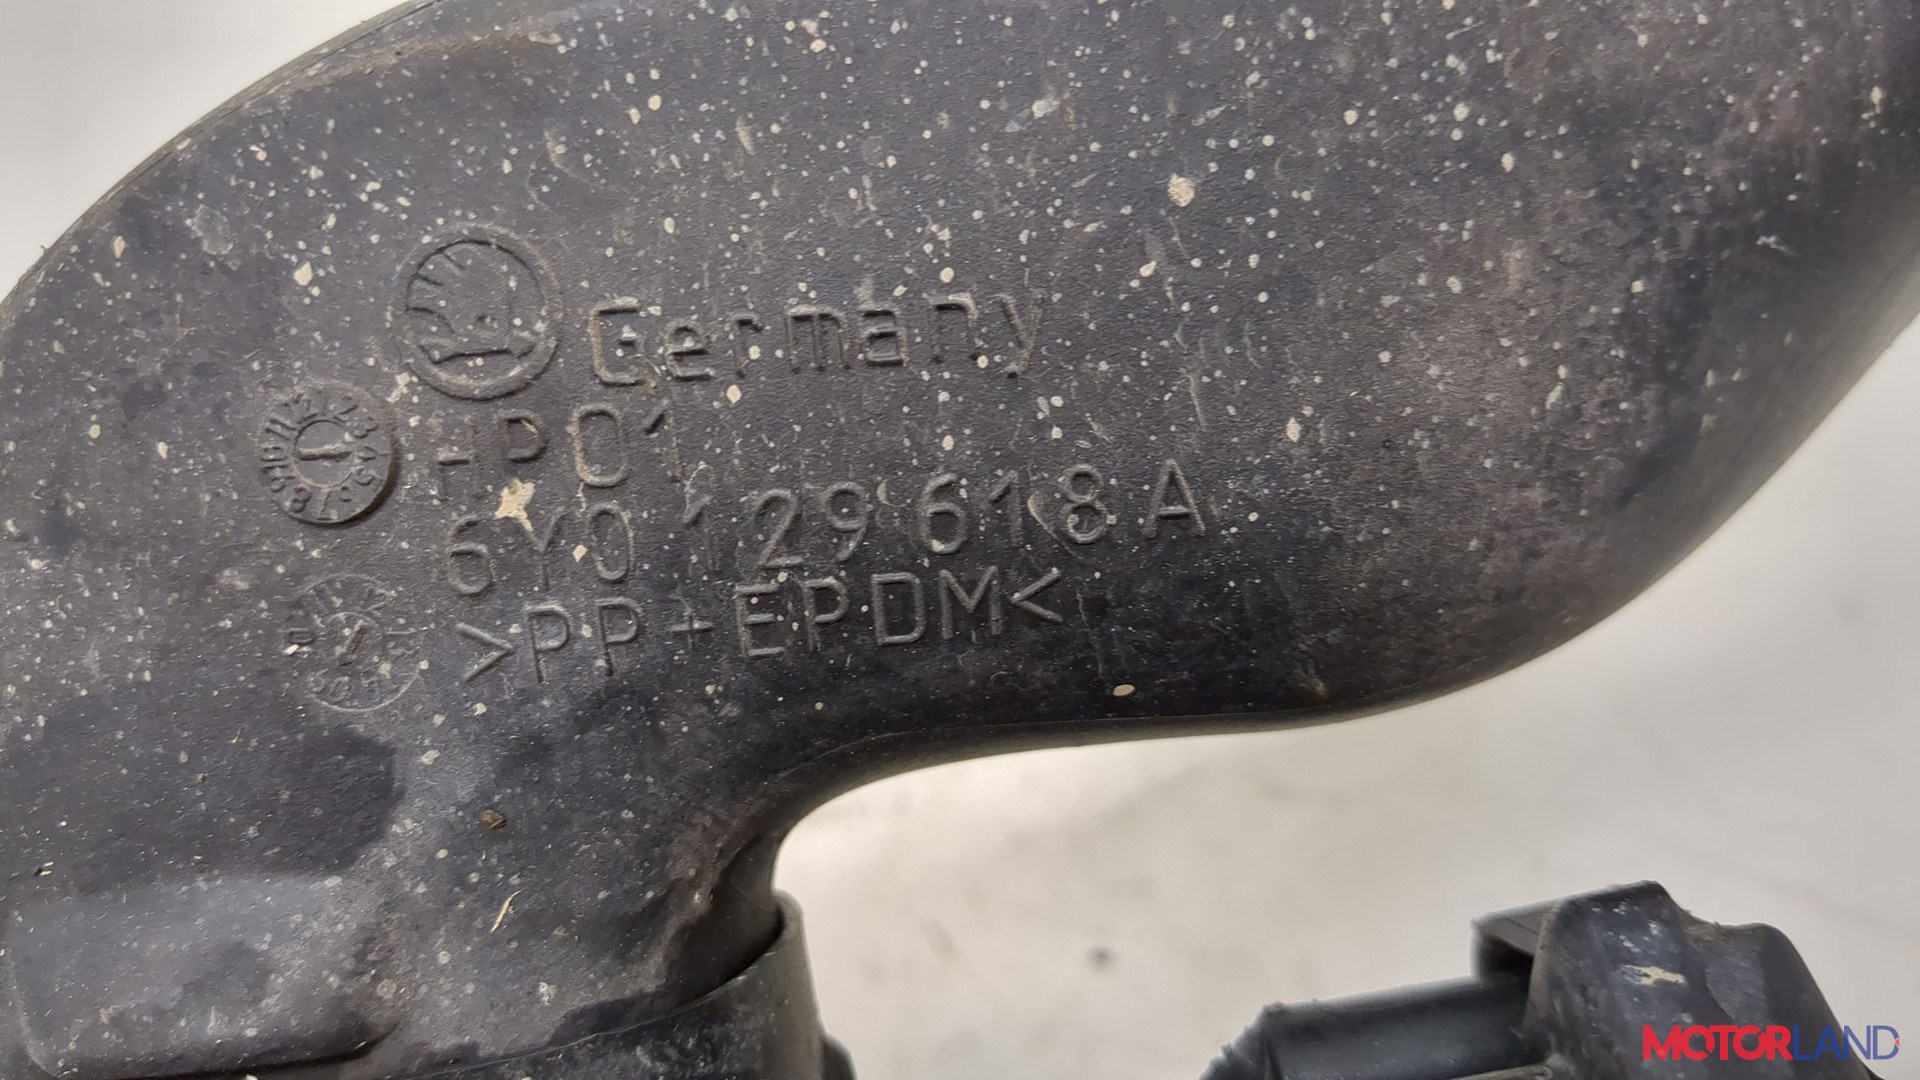 Germany
HP01
6Y0 129 618 A
>PP+EPDM<
MOTORLAND